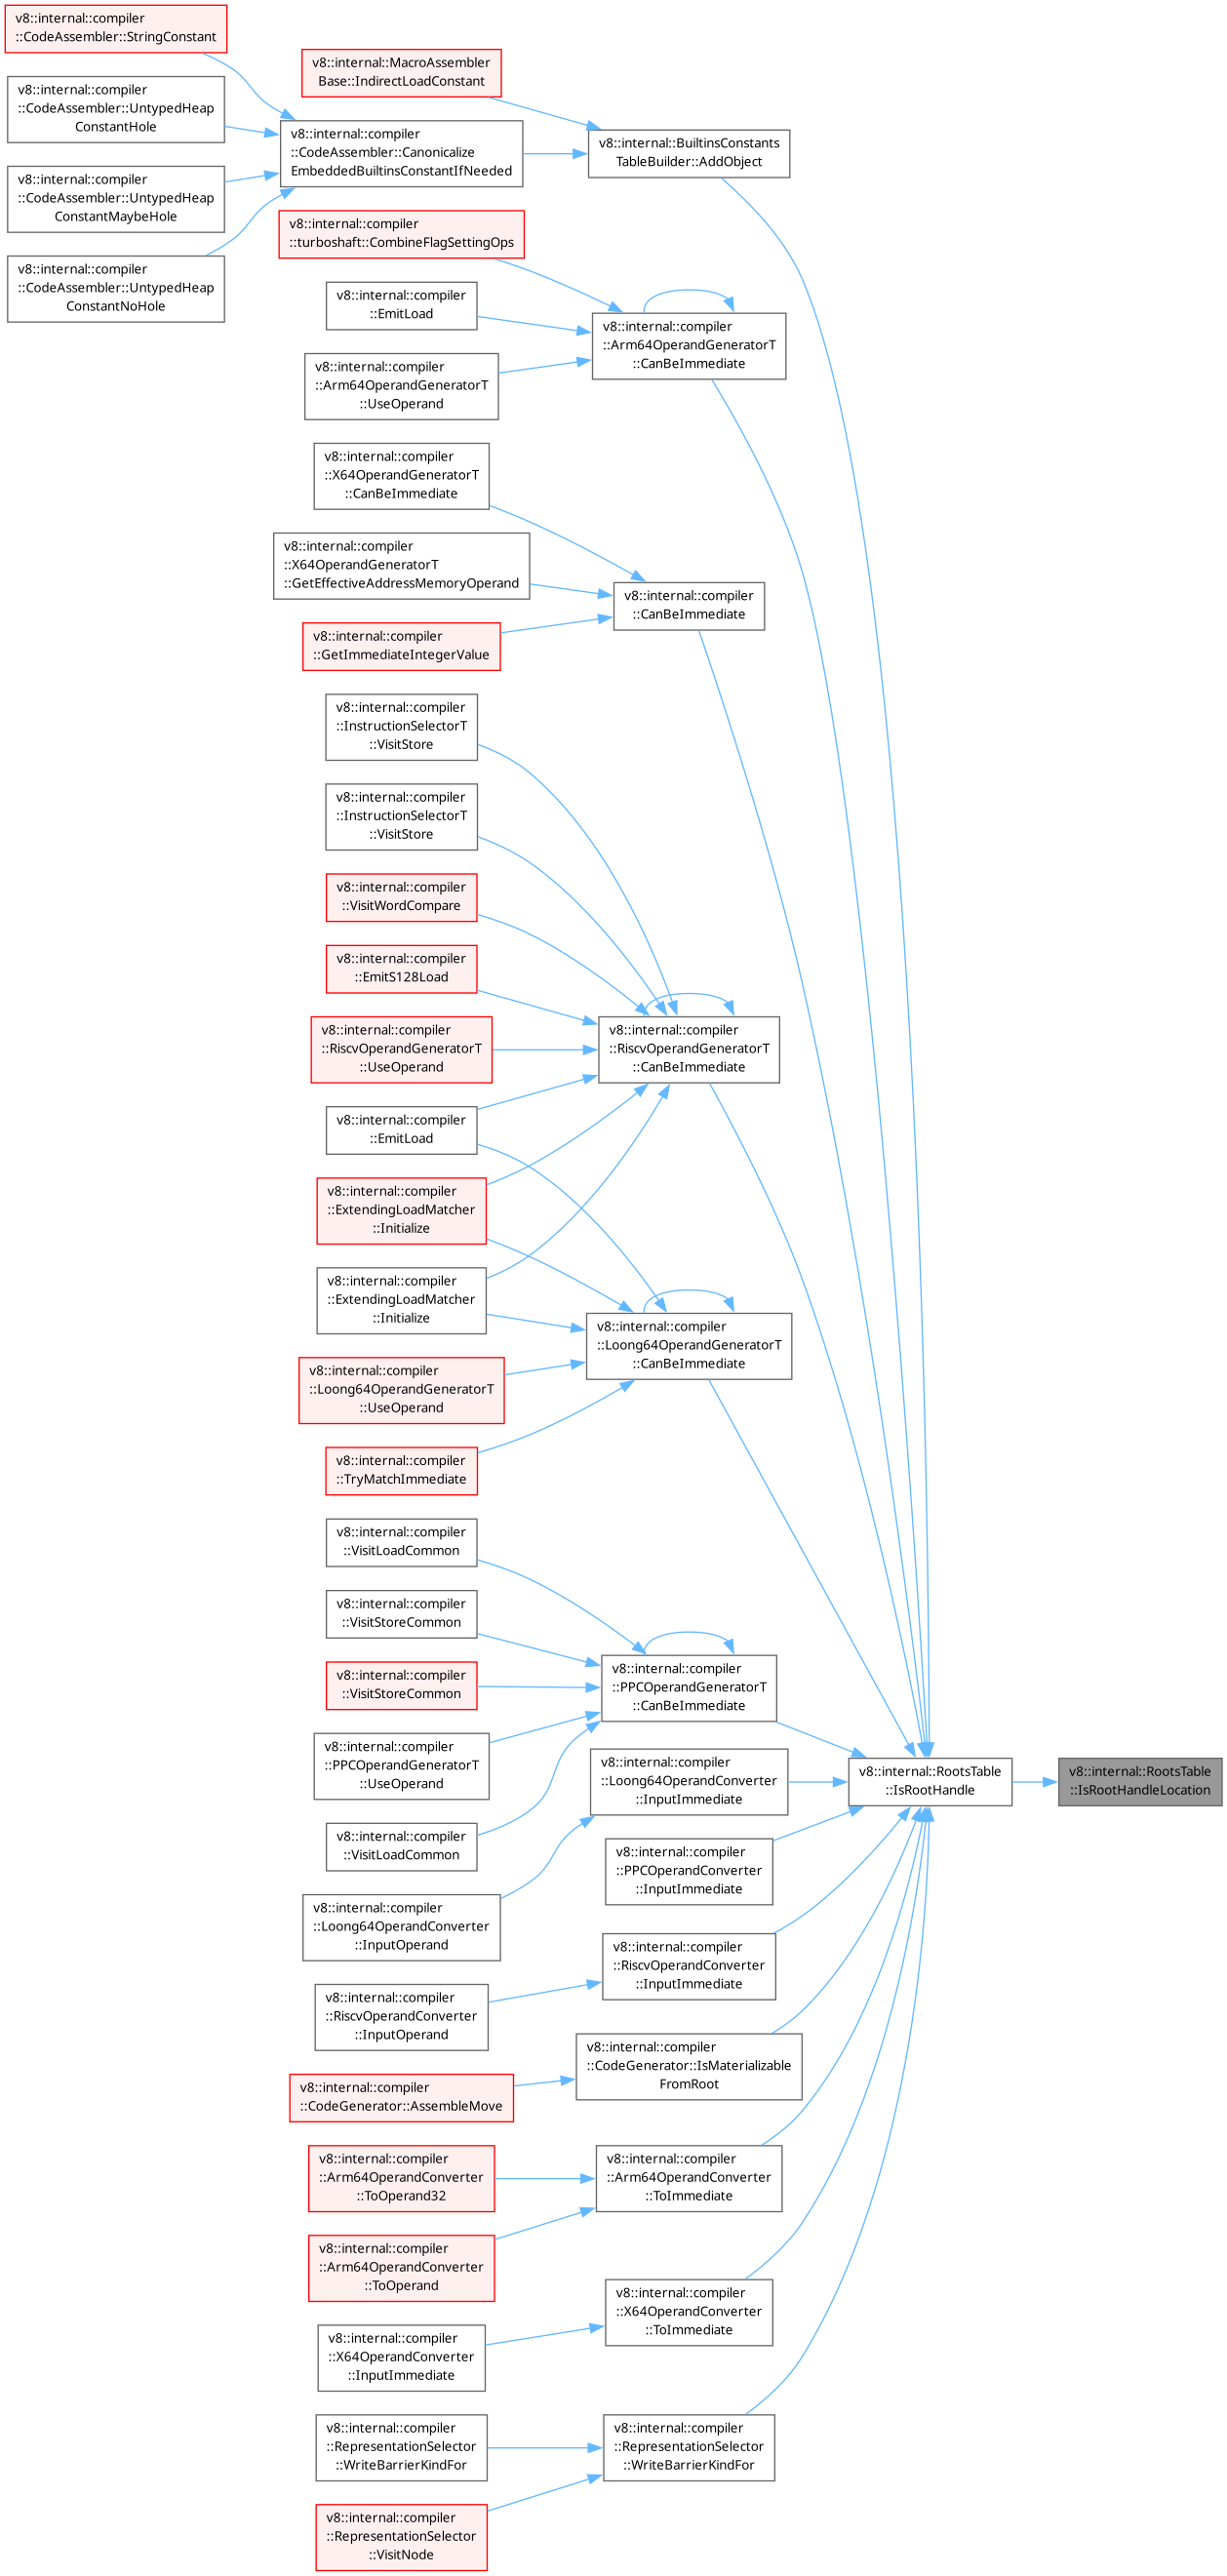 v8::internal::compiler
::CodeAssembler::StringConstant
v8::internal::compiler
::CodeAssembler::UntypedHeap
ConstantHole
v8::internal::compiler
::CodeAssembler::UntypedHeap
ConstantMaybeHole
v8::internal::compiler
::CodeAssembler::UntypedHeap
ConstantNoHole
v8::internal::compiler
::CodeAssembler::Canonicalize
EmbeddedBuiltinsConstantIfNeeded
v8::internal::MacroAssembler
Base::IndirectLoadConstant
v8::internal::BuiltinsConstants
TableBuilder::AddObject
v8::internal::compiler
::turboshaft::CombineFlagSettingOps
v8::internal::compiler
::EmitLoad
v8::internal::compiler
::Arm64OperandGeneratorT
::UseOperand
v8::internal::compiler
::Arm64OperandGeneratorT
::CanBeImmediate
v8::internal::compiler
::X64OperandGeneratorT
::CanBeImmediate
v8::internal::compiler
::X64OperandGeneratorT
::GetEffectiveAddressMemoryOperand
v8::internal::compiler
::GetImmediateIntegerValue
v8::internal::compiler
::CanBeImmediate
v8::internal::compiler
::InstructionSelectorT
::VisitStore
v8::internal::compiler
::InstructionSelectorT
::VisitStore
v8::internal::compiler
::VisitWordCompare
v8::internal::compiler
::EmitS128Load
v8::internal::compiler
::RiscvOperandGeneratorT
::UseOperand
v8::internal::compiler
::EmitLoad
v8::internal::compiler
::ExtendingLoadMatcher
::Initialize
v8::internal::compiler
::ExtendingLoadMatcher
::Initialize
v8::internal::compiler
::RiscvOperandGeneratorT
::CanBeImmediate
v8::internal::compiler
::Loong64OperandGeneratorT
::UseOperand
v8::internal::compiler
::TryMatchImmediate
v8::internal::compiler
::Loong64OperandGeneratorT
::CanBeImmediate
v8::internal::compiler
::VisitLoadCommon
v8::internal::compiler
::VisitStoreCommon
v8::internal::compiler
::VisitStoreCommon
v8::internal::compiler
::PPCOperandGeneratorT
::UseOperand
v8::internal::compiler
::VisitLoadCommon
v8::internal::compiler
::PPCOperandGeneratorT
::CanBeImmediate
v8::internal::compiler
::Loong64OperandConverter
::InputImmediate
v8::internal::compiler
::PPCOperandConverter
::InputImmediate
v8::internal::compiler
::Loong64OperandConverter
::InputOperand
v8::internal::compiler
::RiscvOperandConverter
::InputImmediate
v8::internal::compiler
::RiscvOperandConverter
::InputOperand
v8::internal::compiler
::CodeGenerator::IsMaterializable
FromRoot
v8::internal::compiler
::CodeGenerator::AssembleMove
v8::internal::compiler
::Arm64OperandConverter
::ToOperand32
v8::internal::compiler
::Arm64OperandConverter
::ToOperand
v8::internal::compiler
::Arm64OperandConverter
::ToImmediate
v8::internal::compiler
::X64OperandConverter
::ToImmediate
v8::internal::compiler
::X64OperandConverter
::InputImmediate
v8::internal::compiler
::RepresentationSelector
::WriteBarrierKindFor
v8::internal::compiler
::RepresentationSelector
::VisitNode
v8::internal::compiler
::RepresentationSelector
::WriteBarrierKindFor
v8::internal::RootsTable
::IsRootHandle
v8::internal::RootsTable
::IsRootHandleLocation